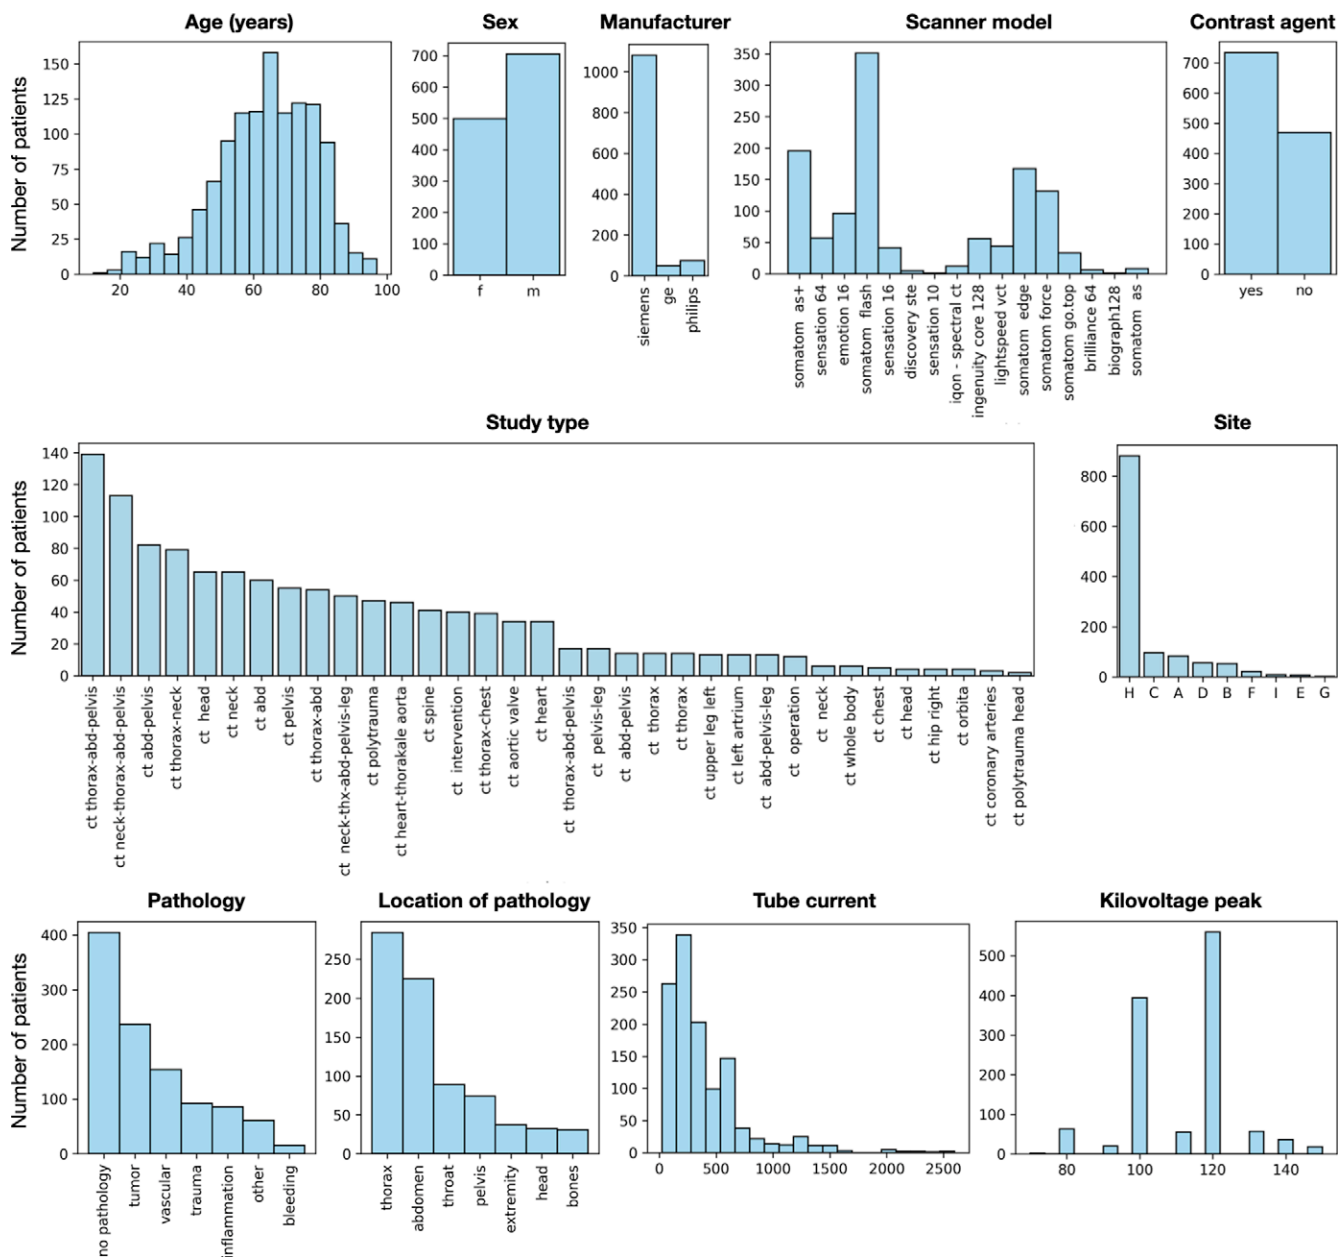 Age (years)
Sex
Manufacturer
Scanner model
Contrast agent
Number of patients
150
125
100
75
50
25
0
20 40 60 80 100
700
600
500
400
300
200
100
0
f m
1000
800
600
400
200
0
siemens
ge
philips
350
300
250
200
150
100
50
0
somatom as+
sensation 64
emotion 16
somatom flash
sensation 16
discovery ste
sensation 10
iqon - spectral ct
ingenuity core 128
lightspeed vct
somatom edge
somatom force
somatom go.top
brilliance 64
biograph128
somatom as
700
600
500
400
300
200
100
0
yes no
Study type
Site
Number of patients
140
120
100
80
60
40
20
0
ct thorax-abd-pelvis
ct neck-thorax-abd-pelvis
ct abd-pelvis
ct thorax-neck
ct head
ct neck
ct abd
ct pelvis
ct thorax-abd
ct neck-thx-abd-pelvis-leg
ct polytrauma
ct heart-thorakale aorta
ct spine
ct intervention
ct thorax-chest
ct aortic valve
ct heart
ct thorax-abd-pelvis
ct pelvis-leg
ct abd-pelvis
ct thorax
ct thorax
ct upper leg left
ct left artrium
ct abd-pelvis-leg
ct operation
ct neck
ct whole body
ct chest
ct head
ct hip right
ct orbita
ct coronary arteries
ct polytrauma head
800
600
400
200
0
H C A D B F I E G
Pathology
Location of pathology
Tube current
Kilovoltage peak
Number of patients
400
300
200
100
0
no pathology
tumor
vascular
trauma
inflammation
other
bleeding
250
200
150
100
50
0
thorax
abdomen
throat
pelvis
extremity
head
bones
350
300
250
200
150
100
50
0
0 500 1000 1500 2000 2500
500
400
300
200
100
0
80 100 120 140